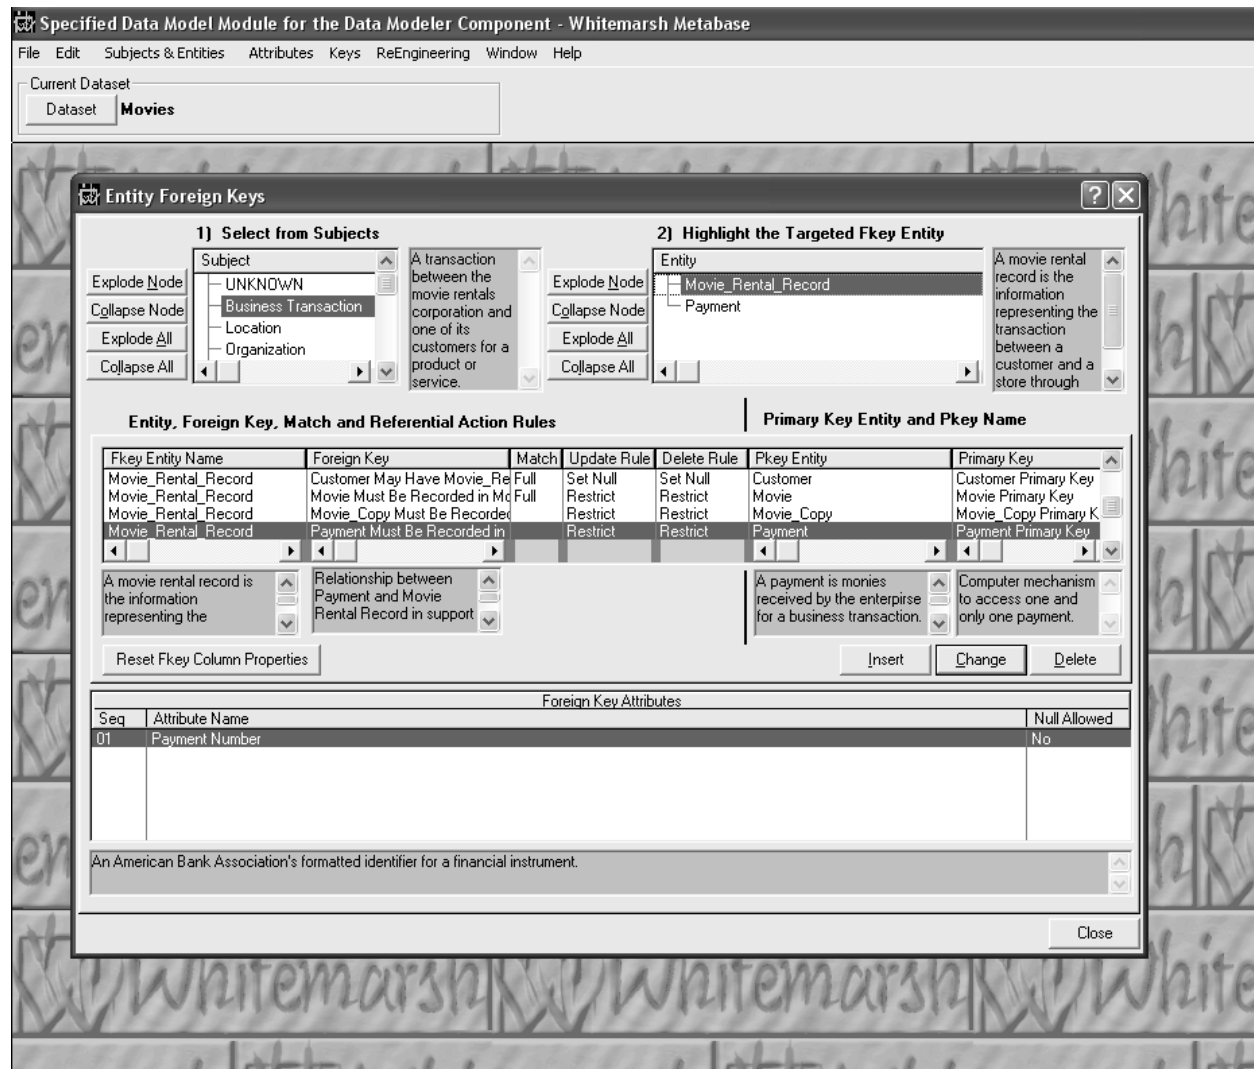 Specified Data Model Module for the Data Modeler Component - Whitemarsh Metabase
File Edit Subjects & Entities Attributes Keys ReEngineering Window Help
Current Dataset
Dataset Movies
Entity Foreign Keys
1) Select from Subjects 2) Highlight the Targeted Fkey Entity
Explode Node
Collapse Node
Explode All
Collapse All
Subject
UNKNOWN
Business Transaction
Location
Organization
A transaction
between the
movie rentals
corporation and
one of its
customers for a
product or
service.
Explode Node
Collapse Node
Explode All
Collapse All
Entity
Movie_Rental_Record
Payment
A movie rental
record is the
information
representing the
transaction
between a
customer and a
store through
Entity, Foreign Key, Match and Referential Action Rules Primary Key Entity and Pkey Name
Fkey Entity Name Foreign Key Match Update Rule Delete Rule Pkey Entity Primary Key
Movie_Rental_Record Customer May Have Movie_Re Full Set Null Set Null Customer Customer Primary Key
Movie_Rental_Record Movie Must Be Recorded in Mo Full Restrict Restrict Movie Movie Primary Key
Movie_Rental_Record Movie_Copy Must Be Recorded Restrict Restrict Movie_Copy Movie_Copy Primary K
Movie_Rental_Record Payment Must Be Recorded in Restrict Restrict Payment Payment Primary Key
A movie rental record is
the information
representing the
Relationship between
Payment and Movie
Rental Record in support
A payment is monies
received by the enterpirse
for a business transaction.
Computer mechanism
to access one and
only one payment.
Reset Fkey Column Properties Insert Change Delete
Foreign Key Attributes
Seq Attribute Name Null Allowed
01 Payment Number No
An American Bank Association's formatted identifier for a financial instrument.
Close
Whitemarsh Whitemarsh White